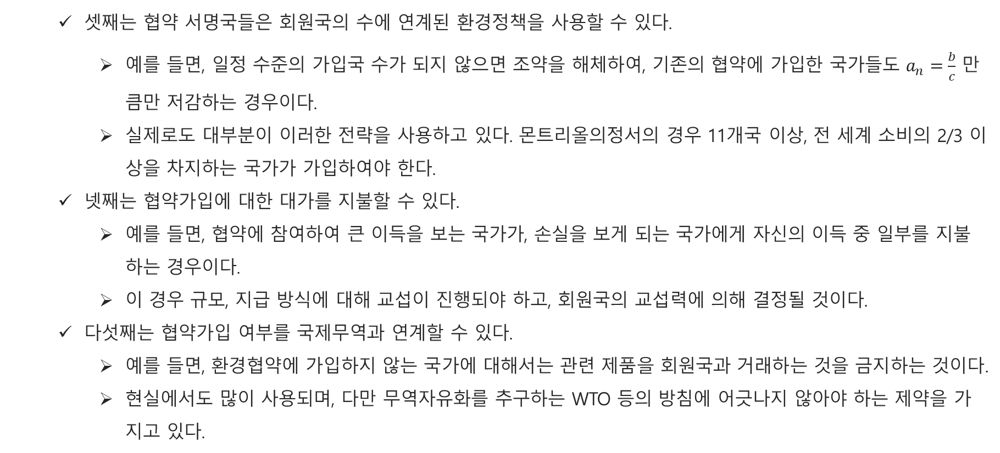 ✓ 셋째는 협약 서명국들은 회원국의 수에 연계된 환경정책을 사용할 수 있다.
➢ 예를 들면, 일정 수준의 가입국 수가 되지 않으면 조약을 해체하여, 기존의 협약에 가입한 국가들도 $a_n = \frac{b}{c}$ 만
큼만 저감하는 경우이다.
➢ 실제로도 대부분이 이러한 전략을 사용하고 있다. 몬트리올의정서의 경우 11개국 이상, 전 세계 소비의 2/3 이
상을 차지하는 국가가 가입하여야 한다.
✓ 넷째는 협약가입에 대한 대가를 지불할 수 있다.
➢ 예를 들면, 협약에 참여하여 큰 이득을 보는 국가가, 손실을 보게 되는 국가에게 자신의 이득 중 일부를 지불
하는 경우이다.
➢ 이 경우 규모, 지급 방식에 대해 교섭이 진행되야 하고, 회원국의 교섭력에 의해 결정될 것이다.
✓ 다섯째는 협약가입 여부를 국제무역과 연계할 수 있다.
➢ 예를 들면, 환경협약에 가입하지 않는 국가에 대해서는 관련 제품을 회원국과 거래하는 것을 금지하는 것이다.
➢ 현실에서도 많이 사용되며, 다만 무역자유화를 추구하는 WTO 등의 방침에 어긋나지 않아야 하는 제약을 가
지고 있다.